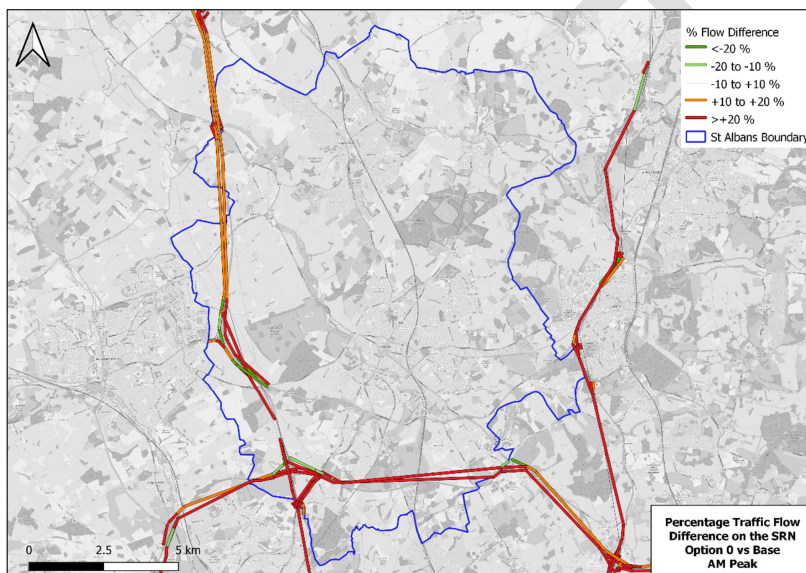 % Flow Difference
<-20 %
-20 to -10 %
-10 to +10 %
+10 to +20 %
>+20 %
St Albans Boundary
0 2.5 5 km
Percentage Traffic Flow
Difference on the SRN
Option 0 vs Base
AM Peak